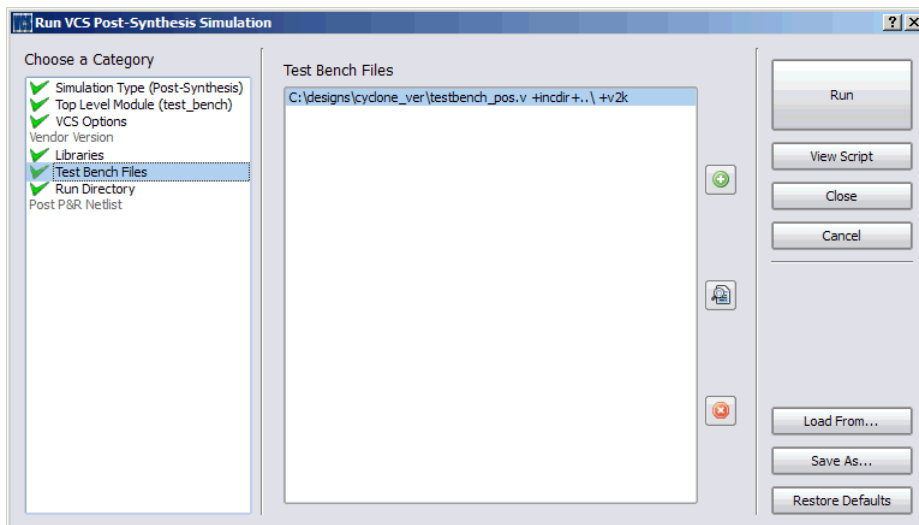 Run VCS Post-Synthesis Simulation
Choose a Category
Simulation Type (Post-Synthesis)
Top Level Module (test_bench)
VCS Options
Vendor Version
Libraries
Test Bench Files
Run Directory
Post P&R Netlist
Test Bench Files
C:\designs\cyclone_ver\testbench_pos.v +incdir+..\ +v2k
Run
View Script
Close
Cancel
Load From...
Save As...
Restore Defaults